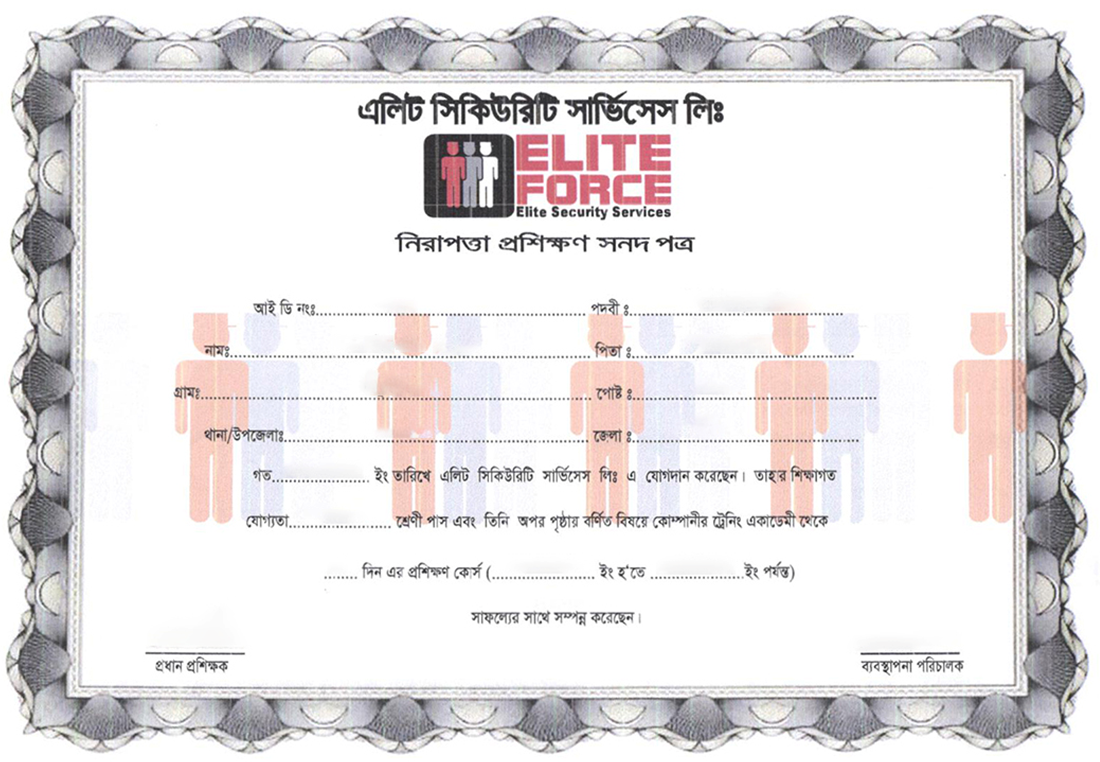 এলিট সিকিউরিটি সার্ভিসেস লিঃ
ELITE
FORCE
Elite Security Services
নিরাপত্তা প্রশিক্ষণ সনদ পত্র
আই ডি নংঃ........................................................ পদবী ঃ............................................
নামঃ........................................................................ পিতা ঃ............................................
গ্রামঃ.............................................................................. পোষ্ট ঃ..................................................
থানা/উপজেলাঃ............................................................ জেলা ঃ.............................................
গত.................... ইং তারিখে এলিট সিকিউরিটি সার্ভিসেস লিঃ এ যোগদান করেছেন। তাহার শিক্ষাগত
যোগ্যতা..................... শ্রেণী পাস এবং তিনি অপর পৃষ্ঠায় বর্ণিত বিষয়ে কোম্পানীর ট্রেনিং একাডেমী থেকে
........ দিন এর প্রশিক্ষণ কোর্স (...................... ইং হ'তে ....................ইং পর্যন্ত)
সাফল্যের সাথে সম্পন্ন করেছেন।
প্রধান প্রশিক্ষক
ব্যবস্থাপনা পরিচালক